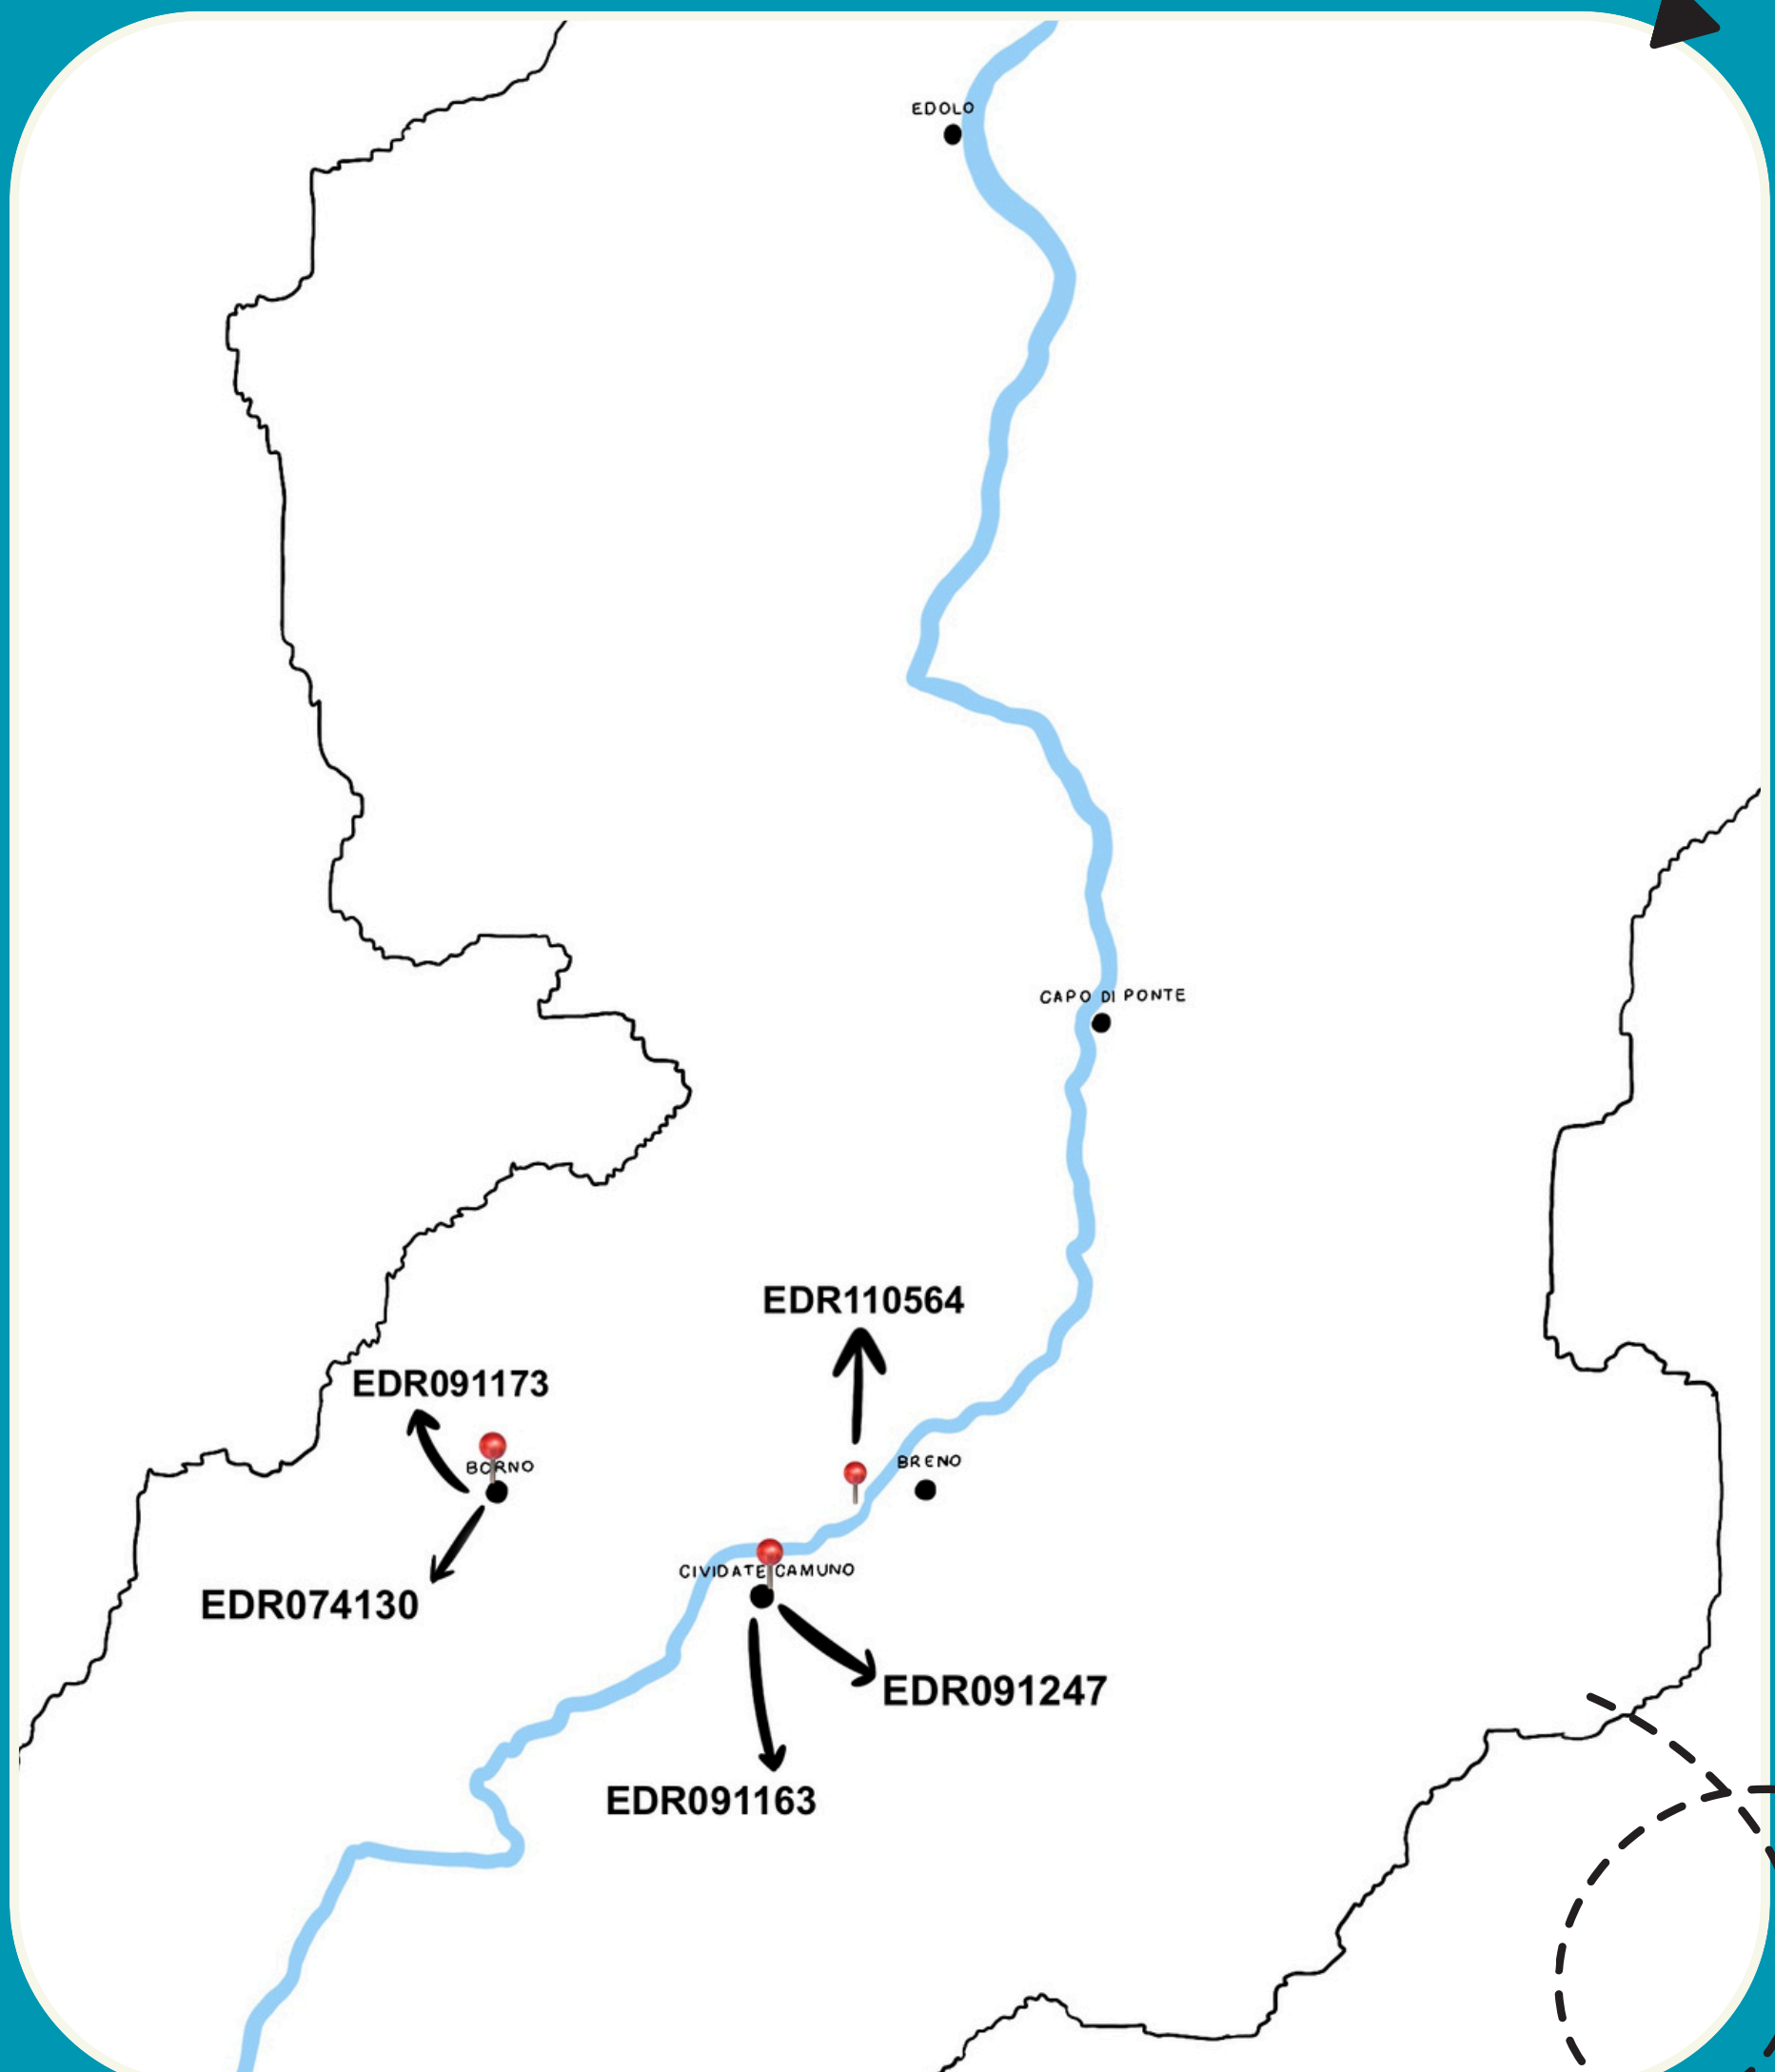 EDOLO
CAPO DI PONTE
EDR110564
EDR091173
BRENO
BORNO
CIVIDATE CAMUNO
EDR074130
EDR091247
EDR091163